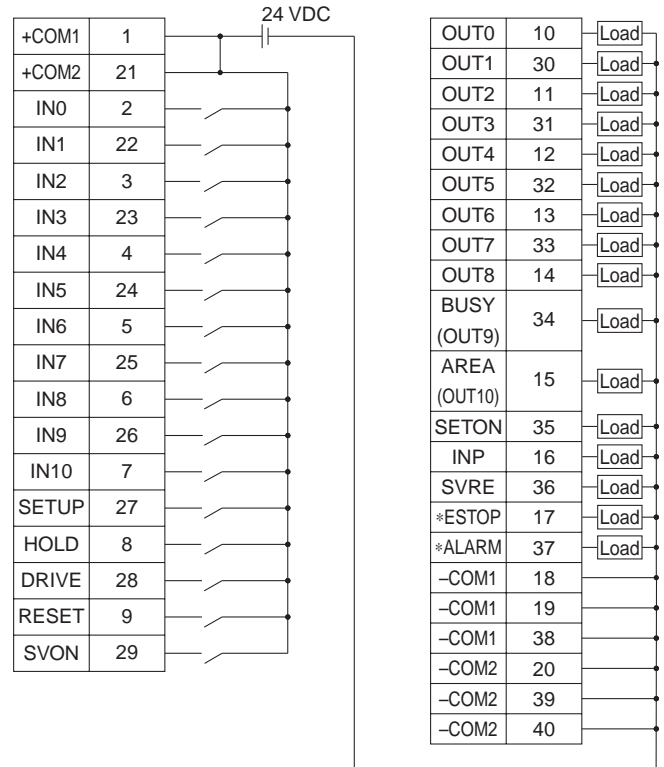 24 VDC
+COM1 1
+COM2 21
IN0 2
IN1 22
IN2 3
IN3 23
IN4 4
IN5 24
IN6 5
IN7 25
IN8 6
IN9 26
IN10 7
SETUP 27
HOLD 8
DRIVE 28
RESET 9
SVON 29
OUT0 10 Load
OUT1 30 Load
OUT2 11 Load
OUT3 31 Load
OUT4 12 Load
OUT5 32 Load
OUT6 13 Load
OUT7 33 Load
OUT8 14 Load
BUSY
(OUT9) 34 Load
AREA
(OUT10) 15 Load
SETON 35 Load
INP 16 Load
SVRE 36 Load
*ESTOP 17 Load
*ALARM 37 Load
–COM1 18
–COM1 19
–COM1 38
–COM2 20
–COM2 39
–COM2 40